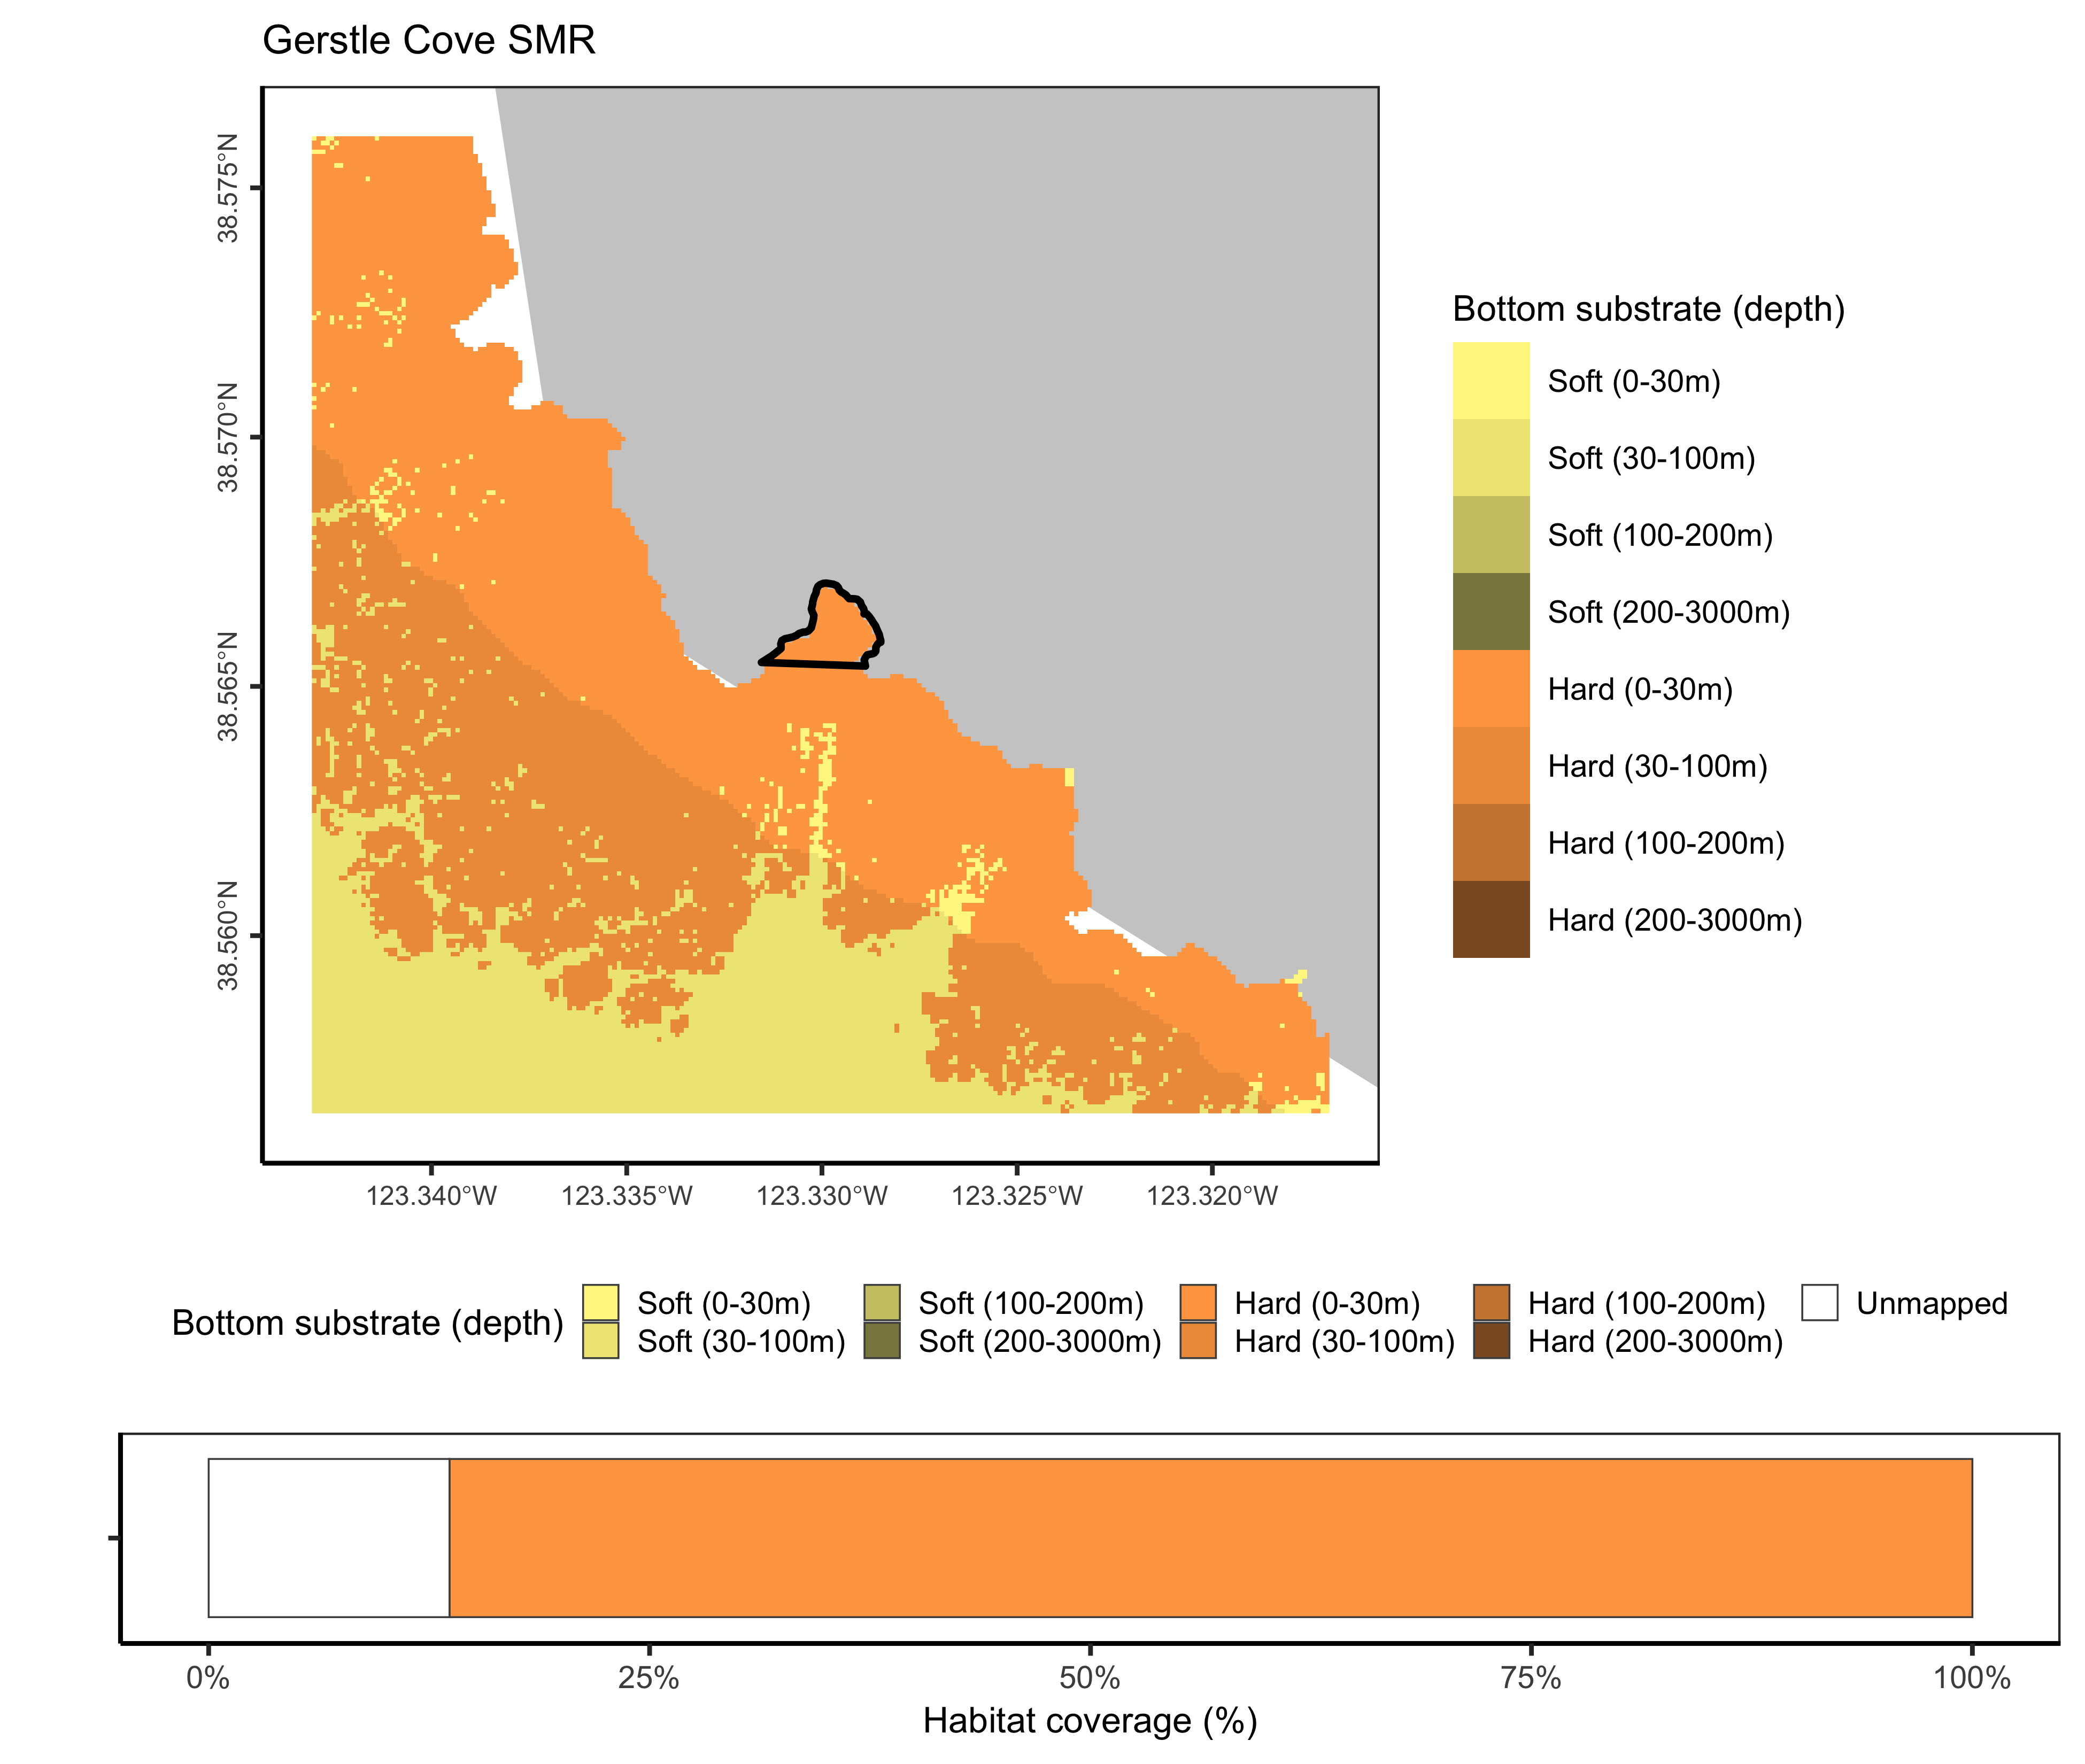 Gerstle Cove SMR
38.575°N
38.570°N
38.565°N
38.560°N
123.340°W 123.335°W 123.330°W 123.325°W 123.320°W
Bottom substrate (depth)
Soft (0-30m)
Soft (30-100m)
Soft (100-200m)
Soft (200-3000m)
Hard (0-30m)
Hard (30-100m)
Hard (100-200m)
Hard (200-3000m)
Bottom substrate (depth)
Soft (0-30m) Soft (100-200m) Hard (0-30m) Hard (100-200m) Unmapped
Soft (30-100m) Soft (200-3000m) Hard (30-100m) Hard (200-3000m)
0% 25% 50% 75% 100%
Habitat coverage (%)